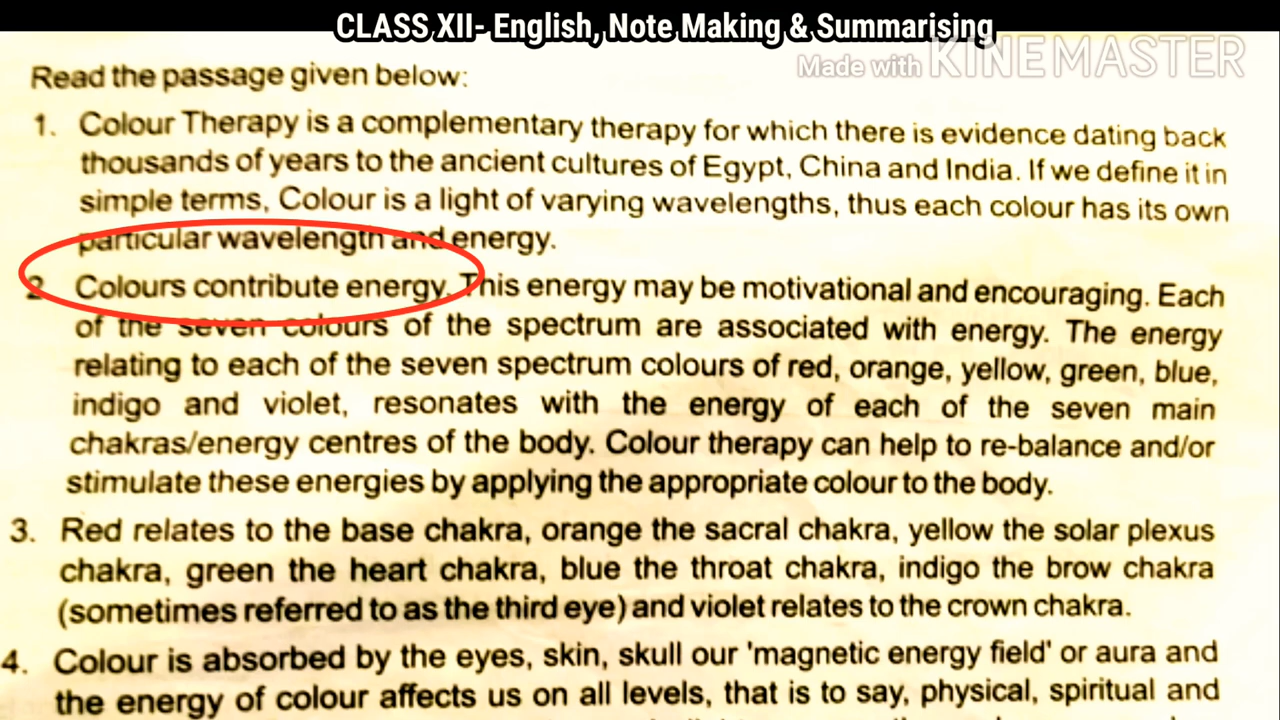 CLASS XII- English, Note Making & Summarising
Made with KINEMASTER
Read the passage given below:
1. Colour Therapy is a complementary therapy for which there is evidence dating back
thousands of years to the ancient cultures of Egypt, China and India. If we define it in
simple terms, Colour is a light of varying wavelengths, thus each colour has its own
particular wavelength and energy.
2. Colours contribute energy. This energy may be motivational and encouraging. Each
of the seven colours of the spectrum are associated with energy. The energy
relating to each of the seven spectrum colours of red, orange, yellow, green, blue,
indigo and violet, resonates with the energy of each of the seven main
chakras/energy centres of the body. Colour therapy can help to re-balance and/or
stimulate these energies by applying the appropriate colour to the body.
3. Red relates to the base chakra, orange the sacral chakra, yellow the solar plexus
chakra, green the heart chakra, blue the throat chakra, indigo the brow chakra
(sometimes referred to as the third eye) and violet relates to the crown chakra.
4. Colour is absorbed by the eyes, skin, skull our 'magnetic energy field' or aura and
the energy of colour affects us on all levels, that is to say, physical, spiritual and